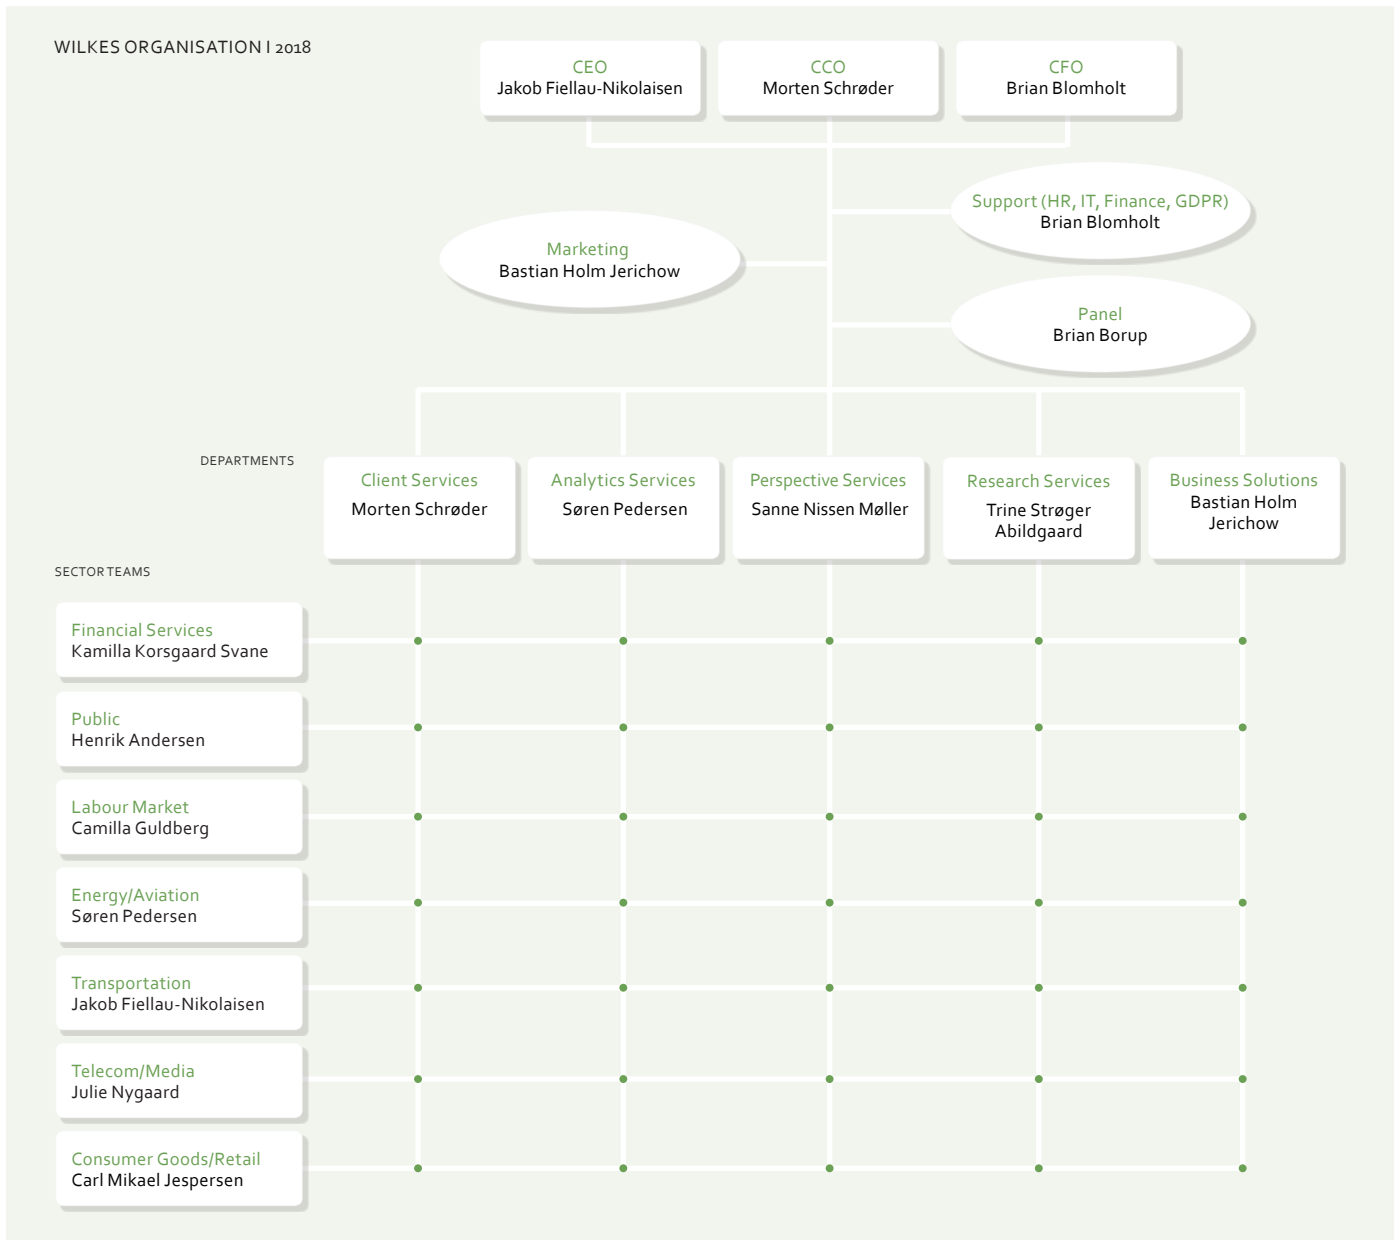 WILKES ORGANISATION I 2018
CEO
Jakob Fiellau-Nikolaisen
CCO
Morten Schrøder
CFO
Brian Blomholt
Support (HR, IT, Finance, GDPR)
Brian Blomholt
Marketing
Bastian Holm Jerichow
Panel
Brian Borup
DEPARTMENTS
Client Services
Morten Schrøder
Analytics Services
Søren Pedersen
Perspective Services
Sanne Nissen Møller
Research Services
Trine Strøger
Abildgaard
Business Solutions
Bastian Holm
Jerichow
SECTOR TEAMS
Financial Services
Kamilla Korsgaard Svane
Public
Henrik Andersen
Labour Market
Camilla Guldberg
Energy/Aviation
Søren Pedersen
Transportation
Jakob Fiellau-Nikolaisen
Telecom/Media
Julie Nygaard
Consumer Goods/Retail
Carl Mikael Jespersen